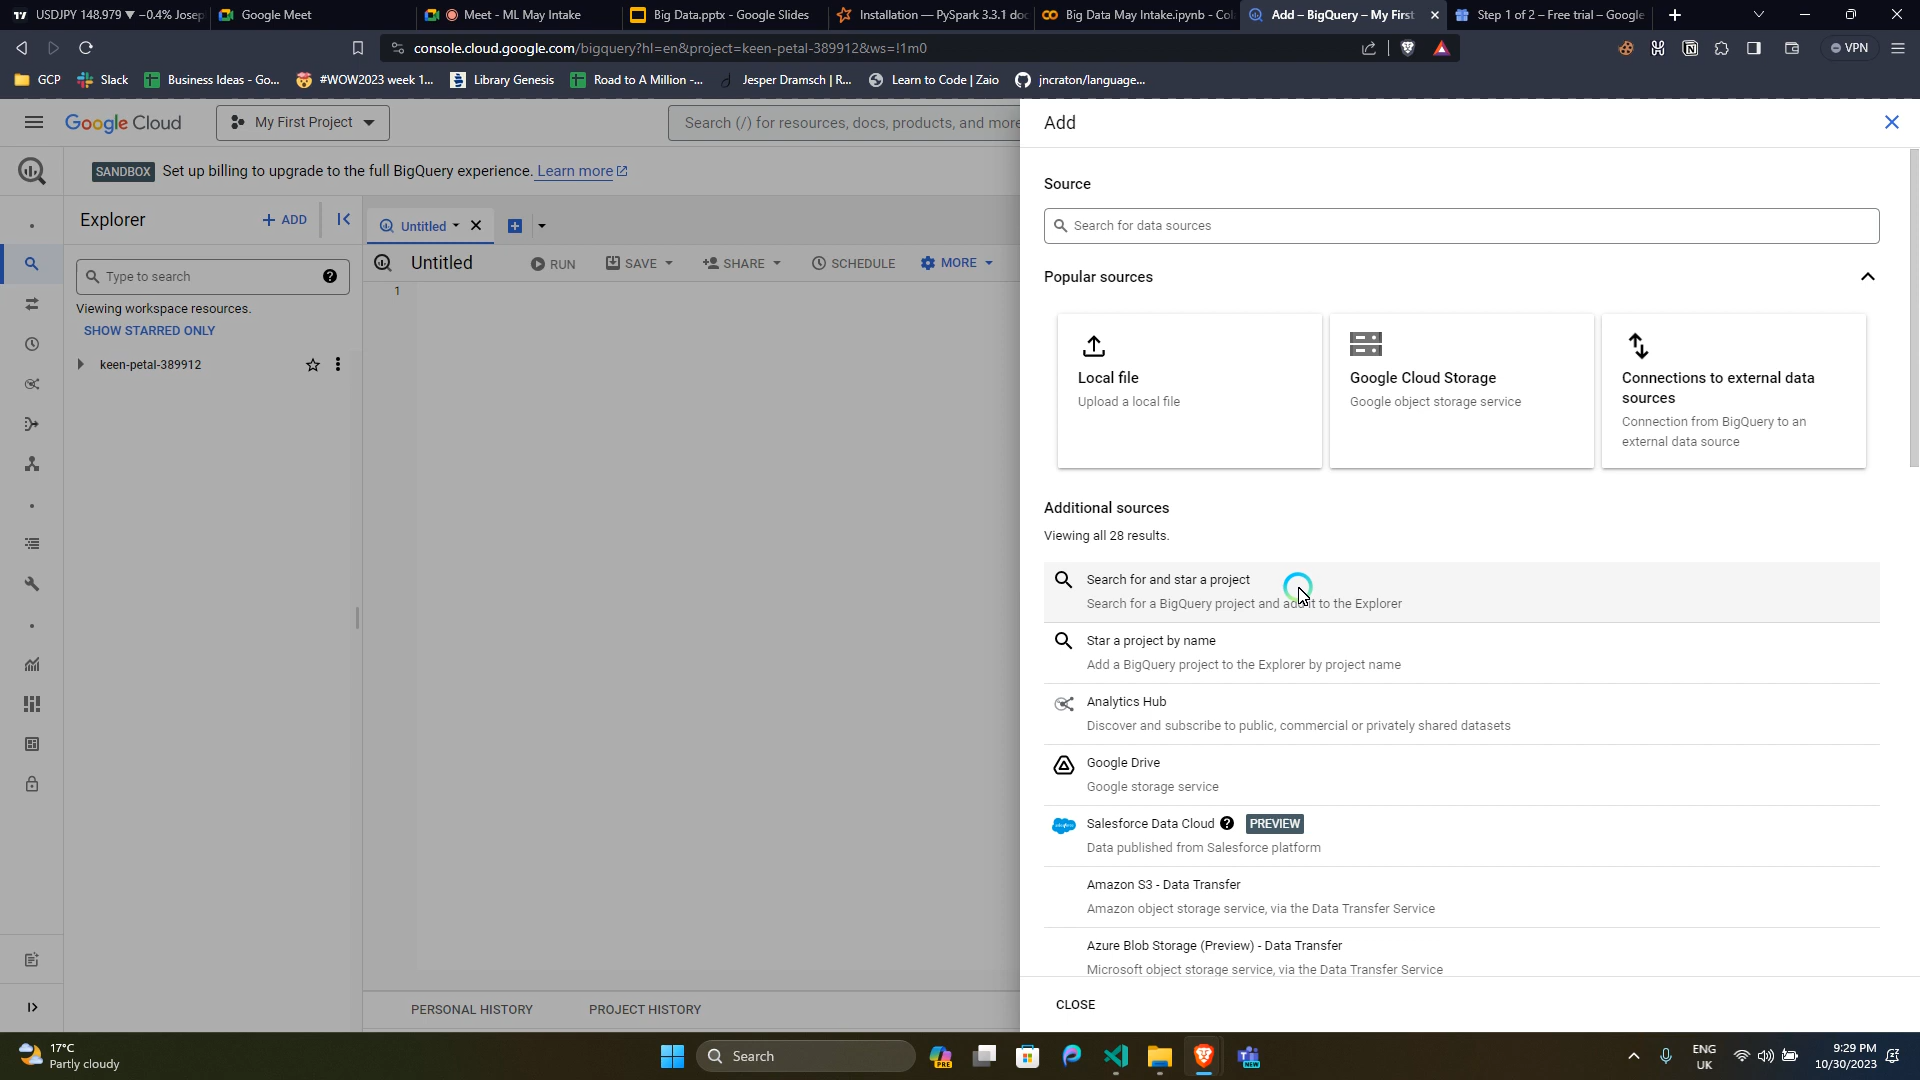 USDJPY 148.979 ▼ −0.4% Josep
Google Meet
Meet - ML May Intake
Big Data.pptx - Google Slides
Installation — PySpark 3.3.1 doc
Big Data May Intake.ipynb - Col
Add – BigQuery – My First
Step 1 of 2 – Free trial – Google
console.cloud.google.com/bigquery?hl=en&project=keen-petal-389912&ws=!1m0
VPN
GCP
Slack
Business Ideas - Go...
#WOW2023 week 1...
Library Genesis
Road to A Million -...
Jesper Dramsch | R...
Learn to Code | Zaio
jncraton/language...
Google Cloud
My First Project
Search (/) for resources, docs, products, and more
SANDBOX Set up billing to upgrade to the full BigQuery experience. Learn more
Explorer
+ ADD
Type to search
Viewing workspace resources.
SHOW STARRED ONLY
keen-petal-389912
Untitled
Untitled
RUN
SAVE
SHARE
SCHEDULE
MORE
1
PERSONAL HISTORY
PROJECT HISTORY
Add
Source
Search for data sources
Popular sources
Local file
Upload a local file
Google Cloud Storage
Google object storage service
Connections to external data
sources
Connection from BigQuery to an
external data source
Additional sources
Viewing all 28 results.
Search for and star a project
Search for a BigQuery project and add it to the Explorer
Star a project by name
Add a BigQuery project to the Explorer by project name
Analytics Hub
Discover and subscribe to public, commercial or privately shared datasets
Google Drive
Google storage service
Salesforce Data Cloud PREVIEW
Data published from Salesforce platform
Amazon S3 - Data Transfer
Amazon object storage service, via the Data Transfer Service
Azure Blob Storage (Preview) - Data Transfer
Microsoft object storage service, via the Data Transfer Service
CLOSE
17°C
Partly cloudy
Search
PRE
NEW
ENG
UK
9:29 PM
10/30/2023